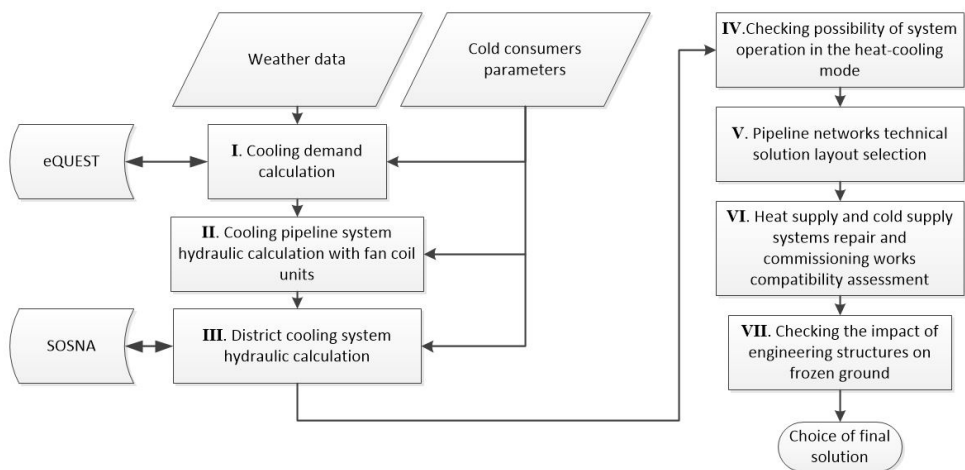 Weather data
Cold consumers
parameters
eQUEST
I. Cooling demand
calculation
II. Cooling pipeline system
hydraulic calculation with fan coil
units
SOSNA
III. District cooling system
hydraulic calculation
IV.Checking possibility of system
operation in the heat-cooling
mode
V. Pipeline networks technical
solution layout selection
VI. Heat supply and cold supply
systems repair and
commissioning works
compatibility assessment
VII. Checking the impact of
engineering structures on
frozen ground
Choice of final
solution